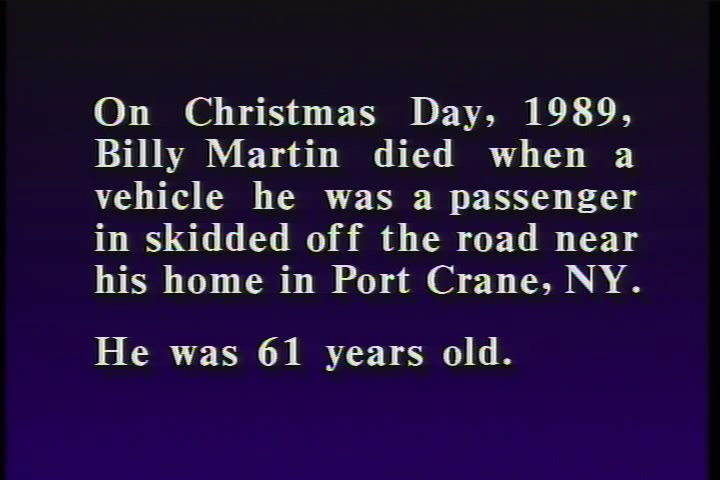 On Christmas Day, 1989,
Billy Martin died when a
vehicle he was a passenger
in skidded off the road near
his home in Port Crane, NY.
He was 61 years old.